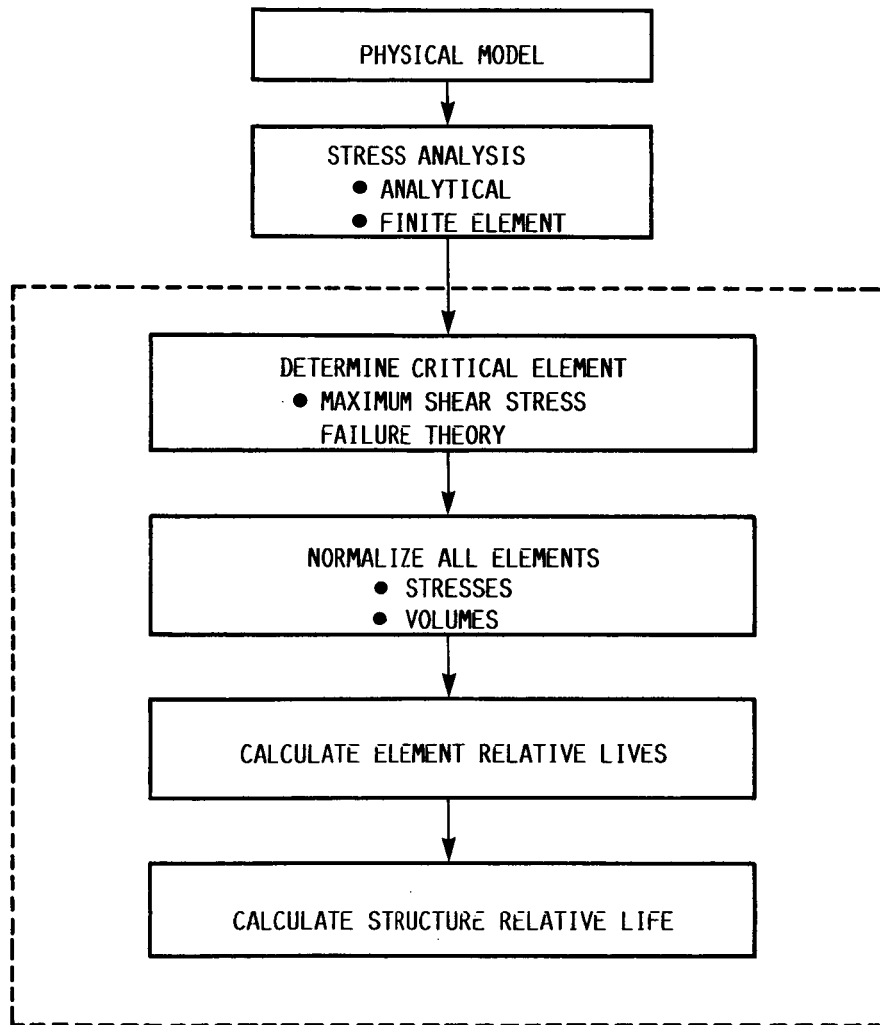 PHYSICAL MODEL
STRESS ANALYSIS
● ANALYTICAL
● FINITE ELEMENT
DETERMINE CRITICAL ELEMENT
● MAXIMUM SHEAR STRESS
FAILURE THEORY
NORMALIZE ALL ELEMENTS
● STRESSES
● VOLUMES
CALCULATE ELEMENT RELATIVE LIVES
CALCULATE STRUCTURE RELATIVE LIFE